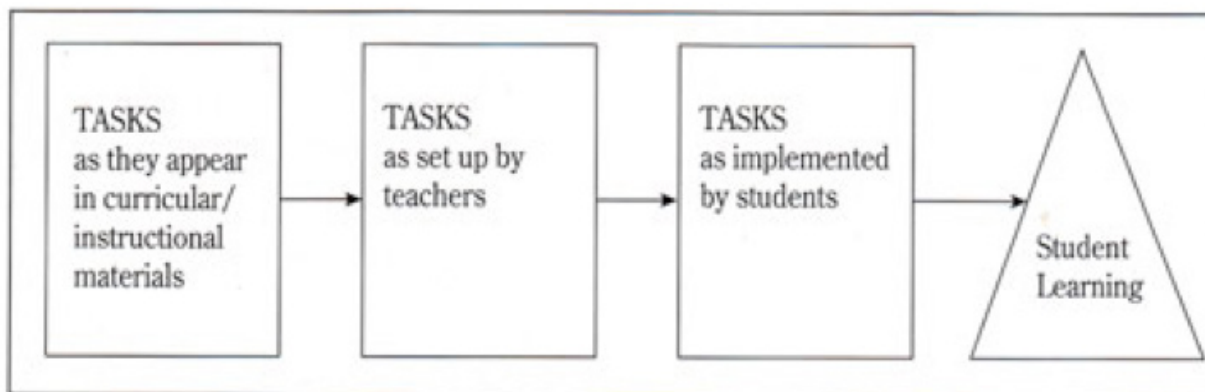 TASKS
as they appear
in curricular/
instructional
materials
TASKS
as set up by
teachers
TASKS
as implemented
by students
Student
Learning